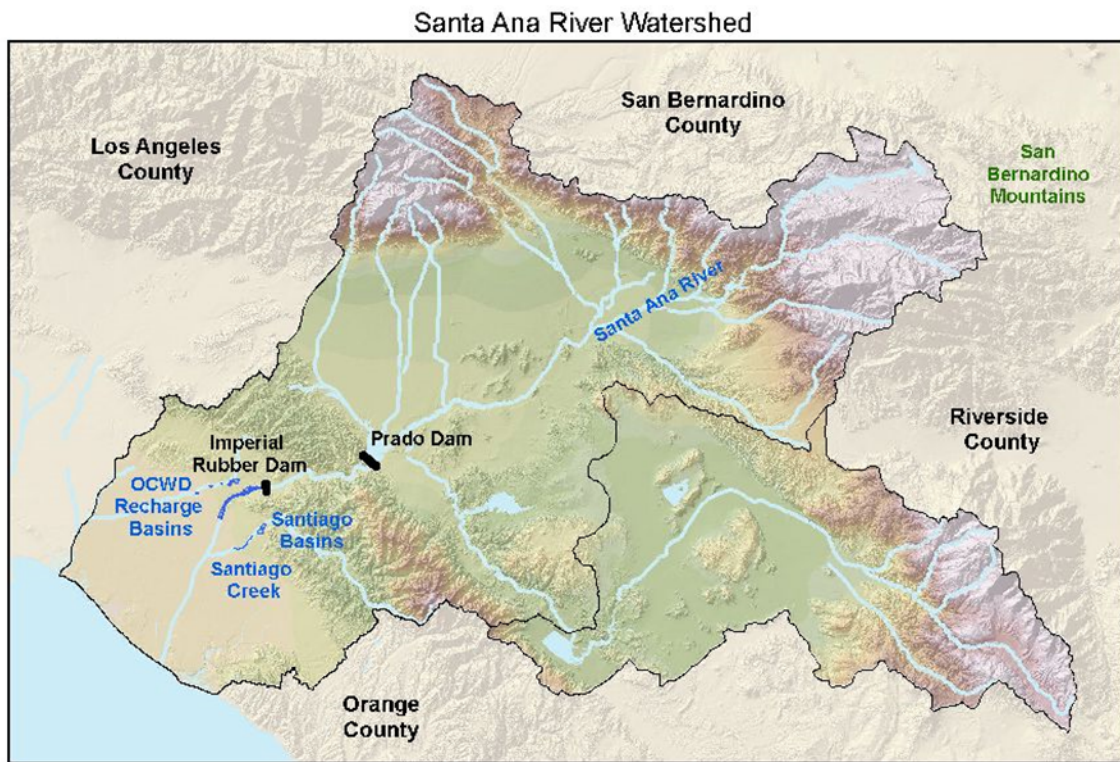 Santa Ana River Watershed
San Bernardino
County
Los Angeles
County
San
Bernardino
Mountains
Santa Ana River
Riverside
County
Prado Dam
Imperial
Rubber Dam
OCWD
Recharge
Basins
Santiago
Basins
Santiago
Creek
Orange
County